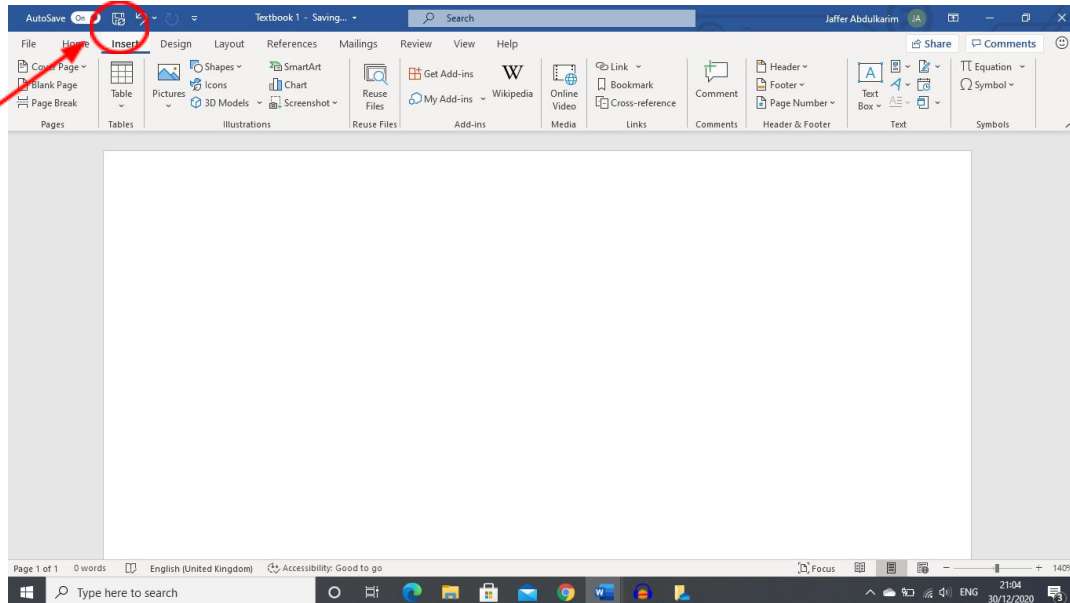 AutoSave On Textbook 1 - Saving... Search Jaffer Abdulkarim JA
File Home Insert Design Layout References Mailings Review View Help Share Comments
Cover Page Shapes SmartArt Get Add-ins W Link Header Equation
Blank Page Icons Chart Bookmark Footer Symbol
Page Break Table Pictures 3D Models Screenshot Reuse Files My Add-ins Wikipedia Online Video Cross-reference Comment Page Number Text Box
Pages Tables Illustrations Reuse Files Add-ins Media Links Comments Header & Footer Text Symbols
Page 1 of 1 0 words English (United Kingdom) Accessibility: Good to go Focus 140%
Type here to search ENG 21:04
30/12/2020 3